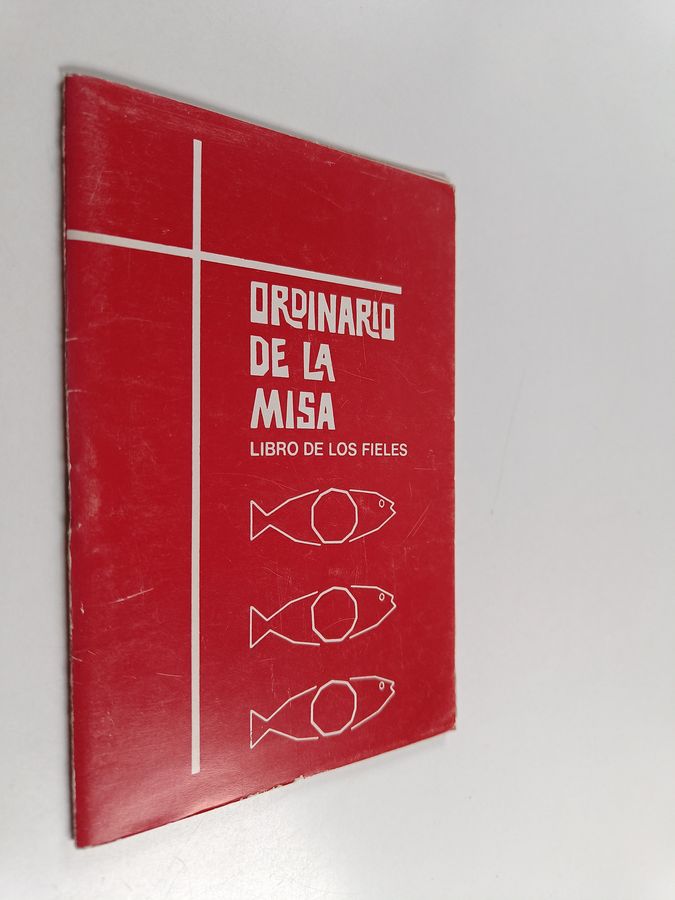 ORDINARIO
DE LA
MISA
LIBRO DE LOS FIELES